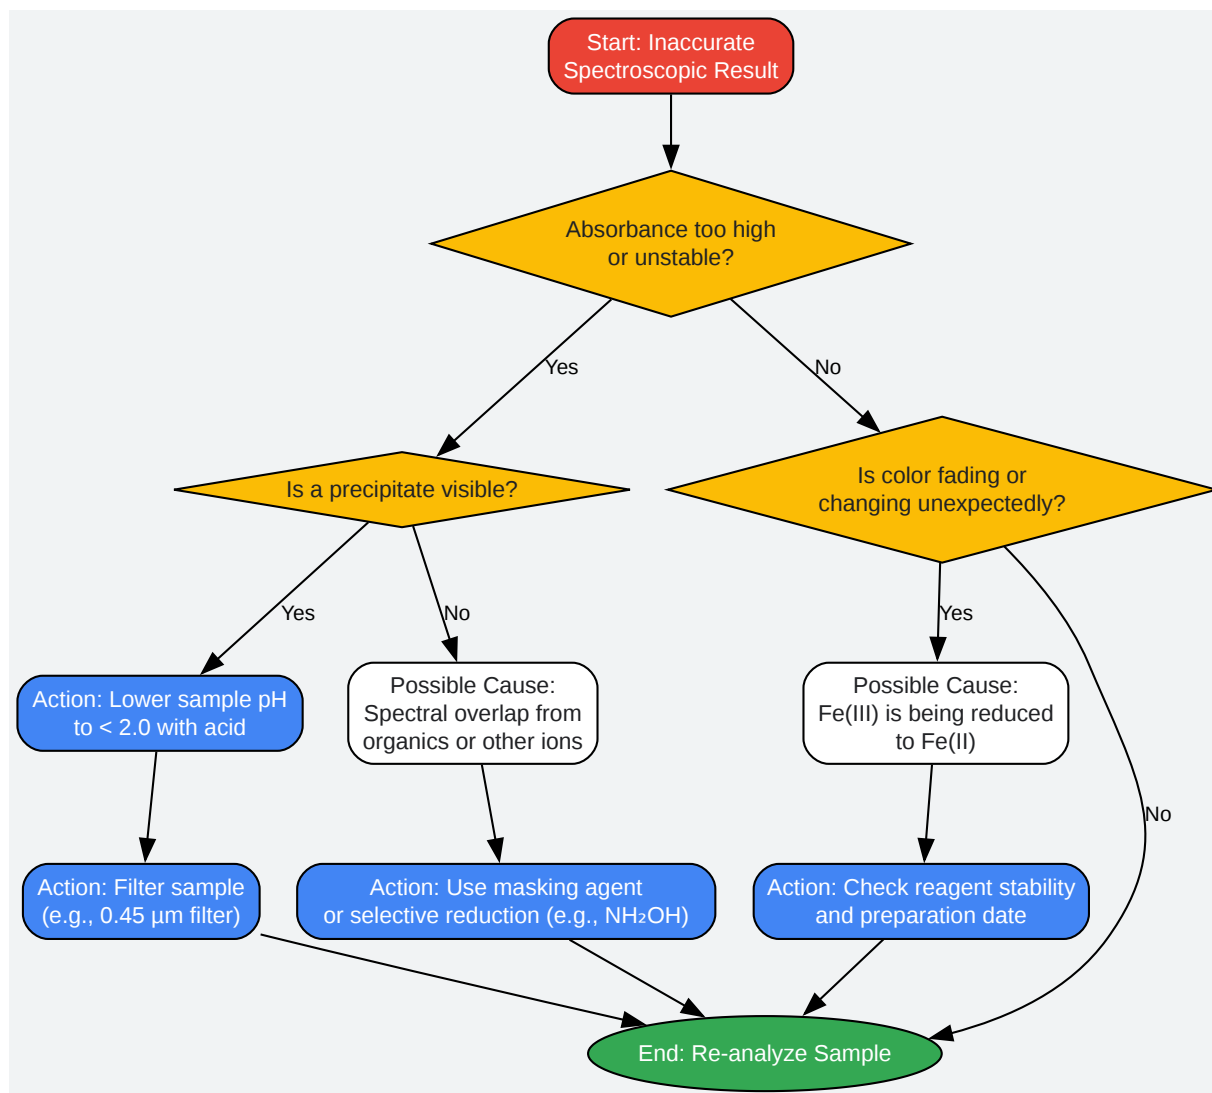 Start: Inaccurate
Spectroscopic Result
Absorbance too high
or unstable?
Yes
No
Is a precipitate visible?
Is color fading or
changing unexpectedly?
Yes
No
Yes
Action: Lower sample pH
to < 2.0 with acid
Possible Cause:
Spectral overlap from
organics or other ions
Possible Cause:
Fe(III) is being reduced
to Fe(II)
No
Action: Filter sample
(e.g., 0.45 µm filter)
Action: Use masking agent
or selective reduction (e.g., NH₂OH)
Action: Check reagent stability
and preparation date
End: Re-analyze Sample